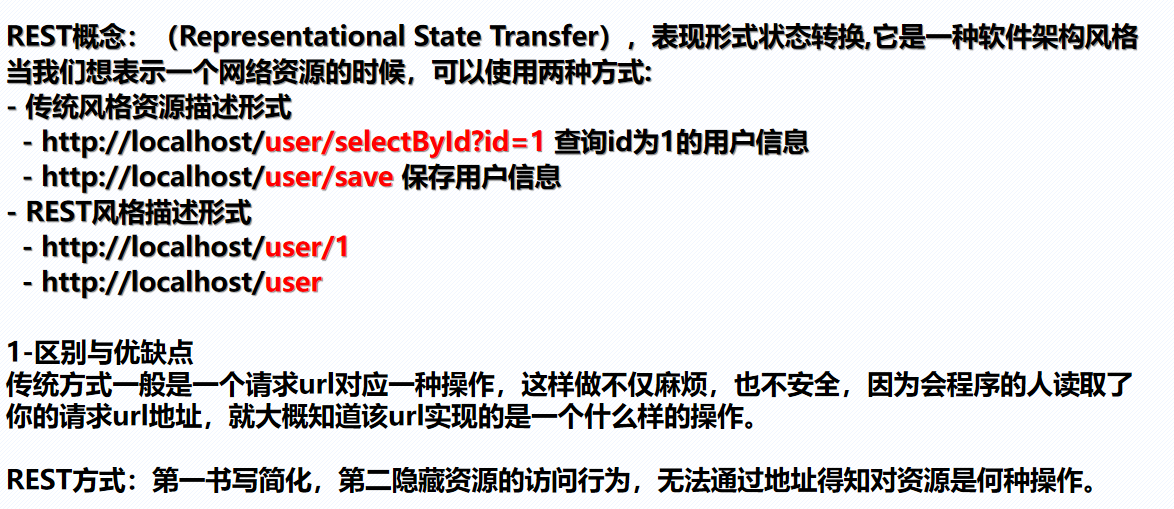 REST概念：（Representational State Transfer），表现形式状态转换,它是一种软件架构风格
当我们想表示一个网络资源的时候，可以使用两种方式:
- 传统风格资源描述形式
- http://localhost/user/selectById?id=1 查询id为1的用户信息
- http://localhost/user/save 保存用户信息
- REST风格描述形式
- http://localhost/user/1
- http://localhost/user
1-区别与优缺点
传统方式一般是一个请求url对应一种操作，这样做不仅麻烦，也不安全，因为会程序的人读取了
你的请求url地址，就大概知道该url实现的是一个什么样的操作。
REST方式：第一书写简化，第二隐藏资源的访问行为，无法通过地址得知对资源是何种操作。